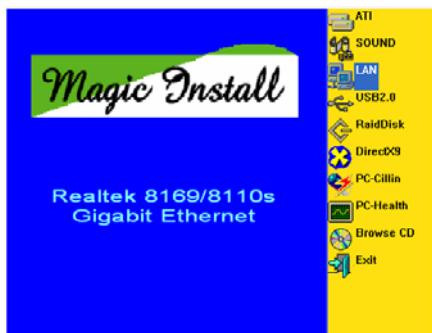 Magic Install
Realtek 8169/8110s
Gigabit Ethernet
ATI
SOUND
LAN
USB2.0
RaidDisk
DirectX9
PC-Cillin
PC-Health
Browse CD
Exit